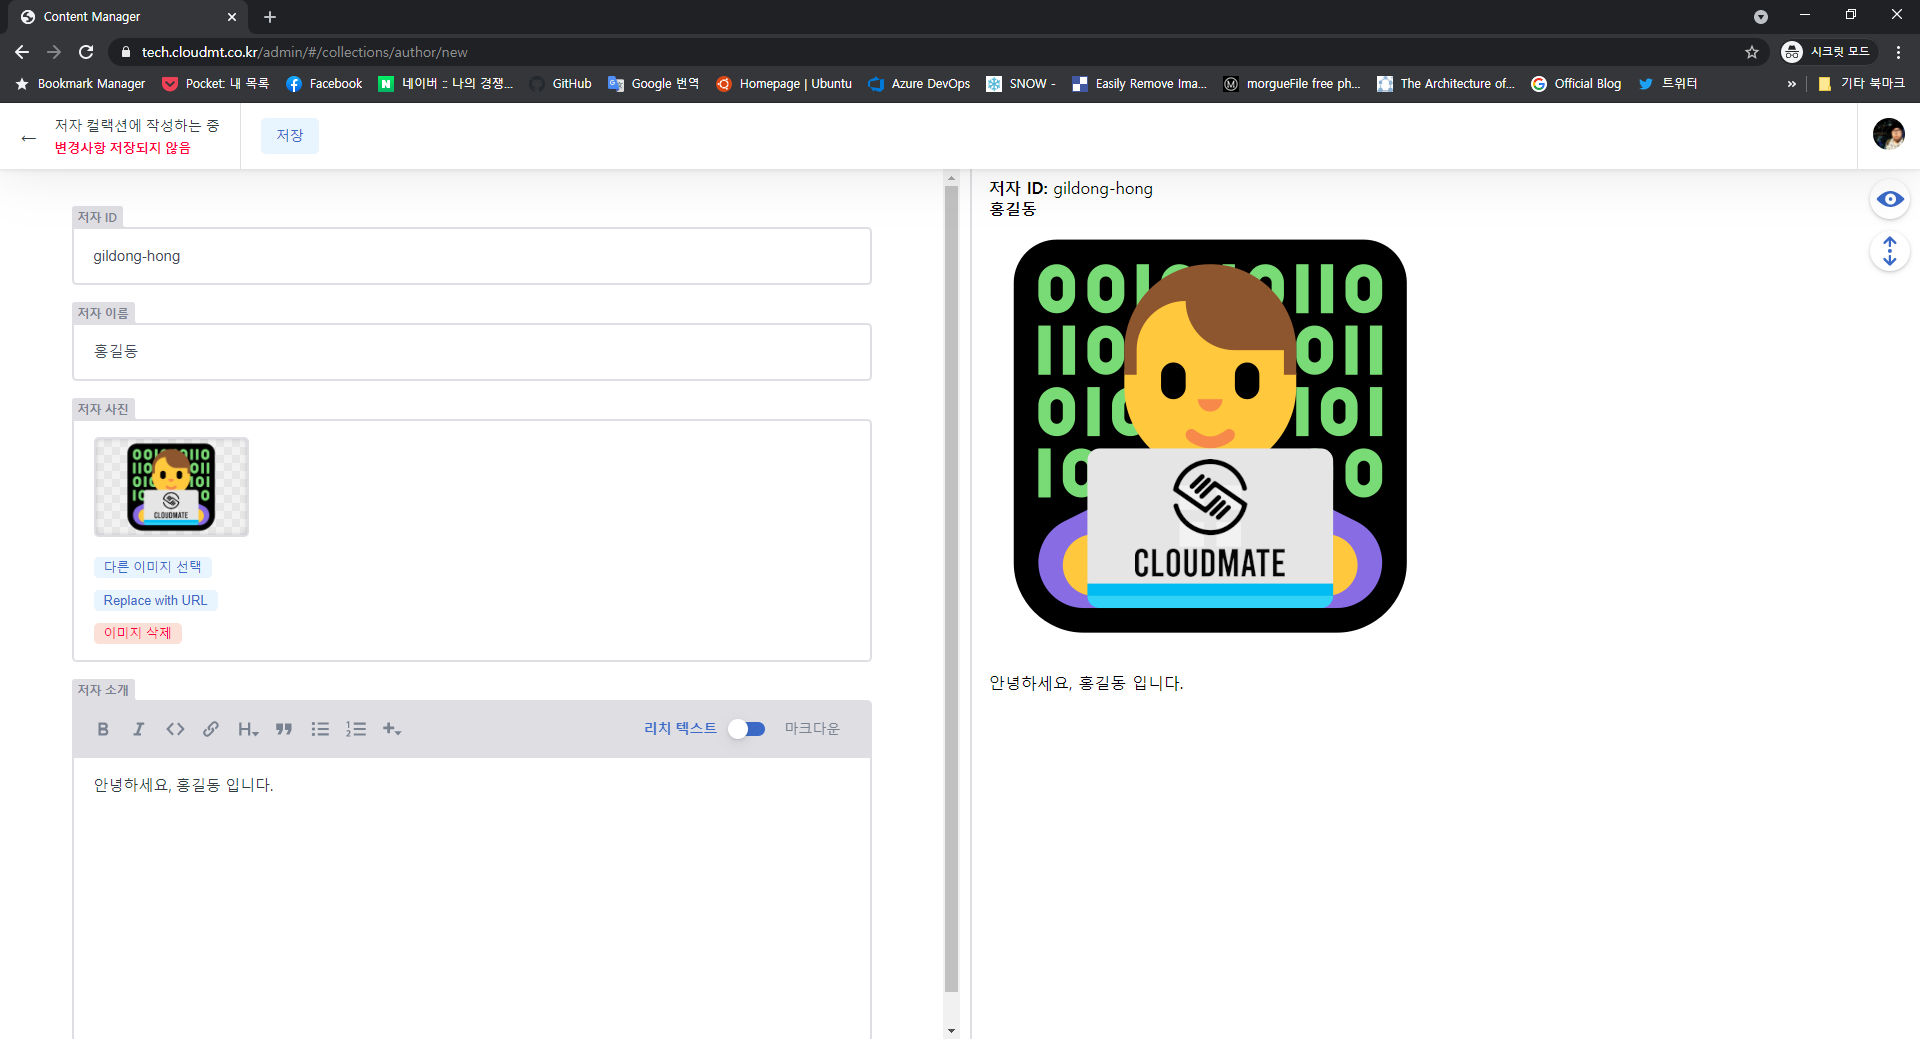 Content Manager
tech.cloudmt.co.kr/admin/#/collections/author/new
시크릿 모드
Bookmark Manager
Pocket: 내 목록
Facebook
네이버 :: 나의 경쟁...
GitHub
Google 번역
Homepage | Ubuntu
Azure DevOps
SNOW -
Easily Remove Ima...
morgueFile free ph...
The Architecture of...
Official Blog
트위터
»
기타 북마크
저자 컬랙션에 작성하는 중
변경사항 저장되지 않음
저장
저자 ID
gildong-hong
저자 이름
홍길동
저자 사진
CLOUDMATE
다른 이미지 선택
Replace with URL
이미지 삭제
저자 소개
리치 텍스트
마크다운
안녕하세요, 홍길동 입니다.
저자 ID: gildong-hong
홍길동
CLOUDMATE
안녕하세요, 홍길동 입니다.